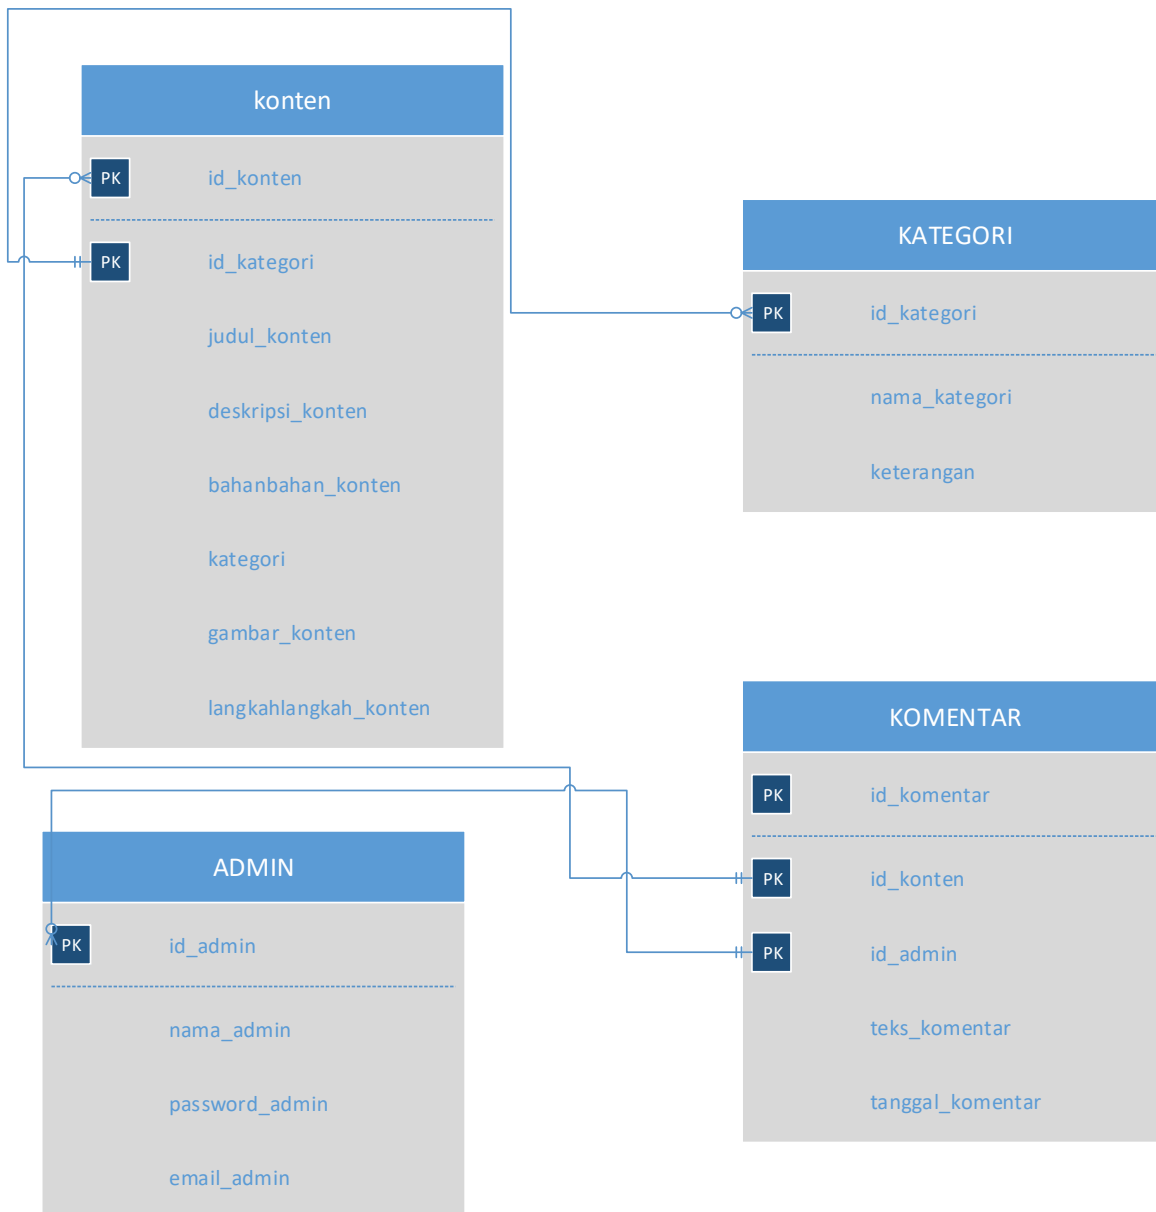 konten
PK id_konten
PK id_kategori
judul_konten
deskripsi_konten
bahanbahan_konten
kategori
gambar_konten
langkahlangkah_konten
KATEGORI
PK id_kategori
nama_kategori
keterangan
KOMENTAR
PK id_komentar
PK id_konten
PK id_admin
teks_komentar
tanggal_komentar
ADMIN
PK id_admin
nama_admin
password_admin
email_admin